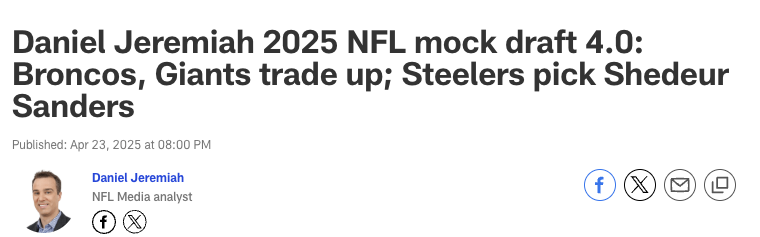 Daniel Jeremiah 2025 NFL mock draft 4.0:
Broncos, Giants trade up; Steelers pick Shedeur
Sanders
Published: Apr 23, 2025 at 08:00 PM
Daniel Jeremiah
NFL Media analyst